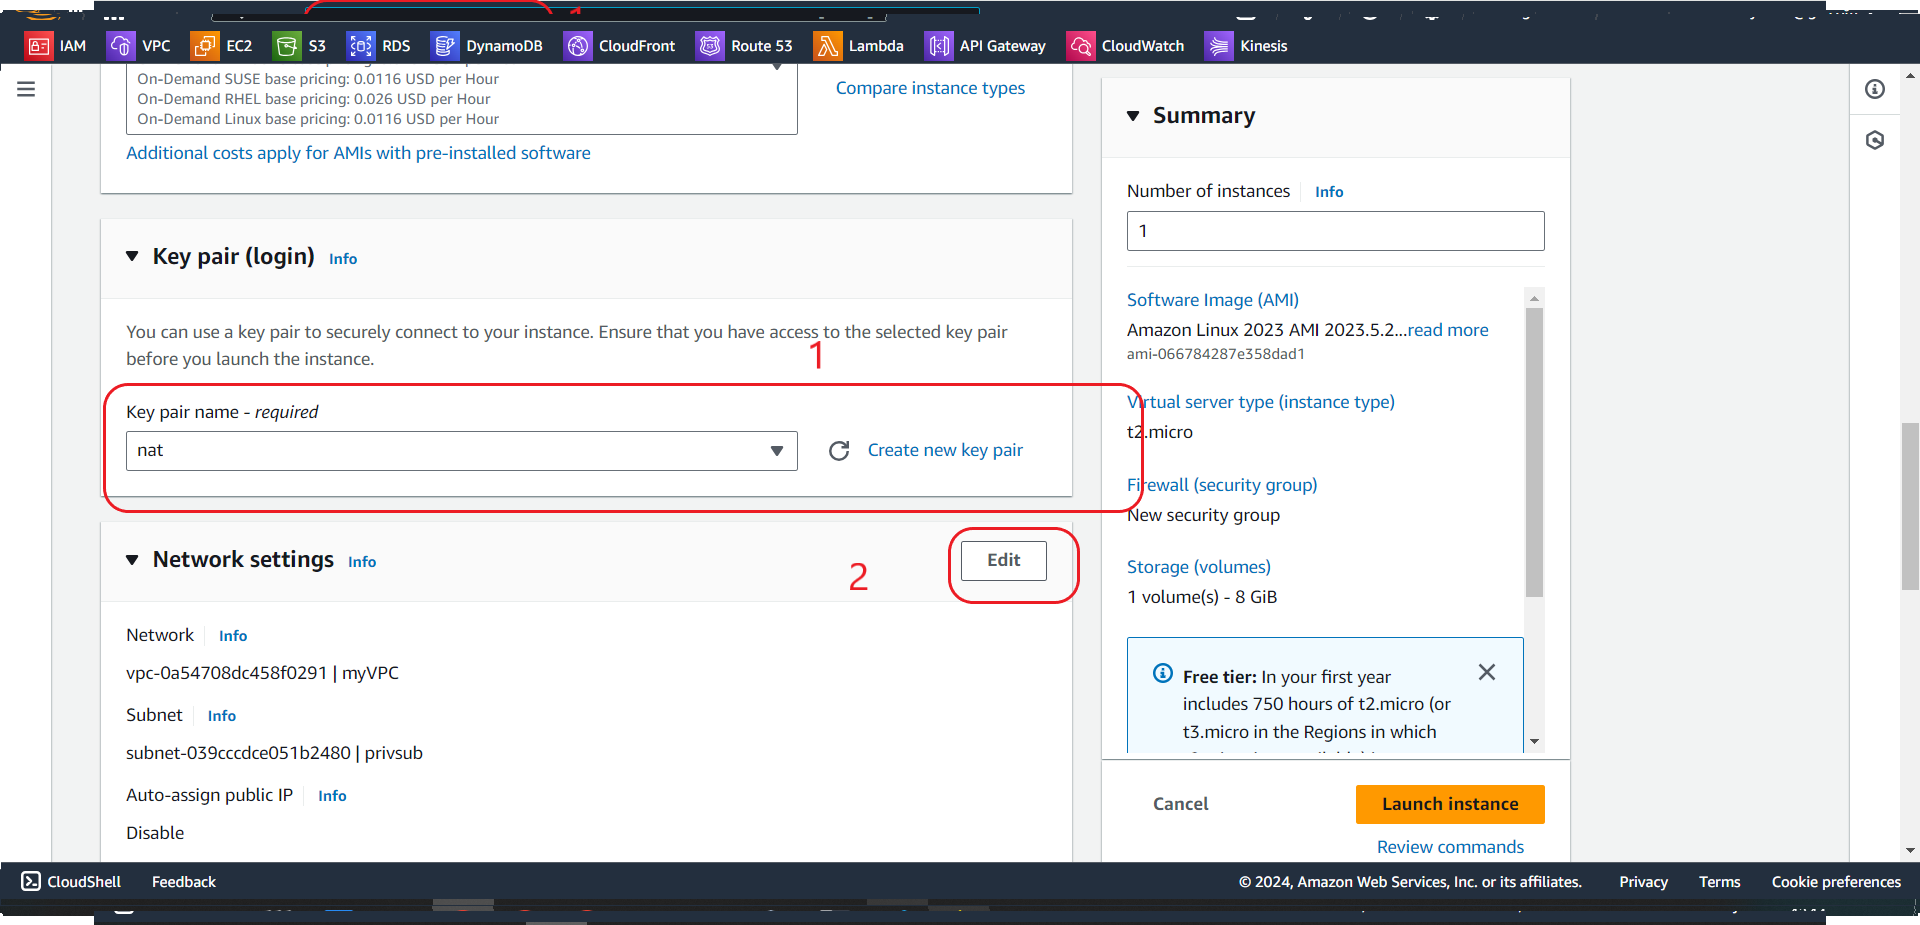 IAM VPC EC2 S3 RDS DynamoDB CloudFront Route 53 Lambda API Gateway CloudWatch Kinesis
On-Demand SUSE base pricing: 0.0116 USD per Hour
On-Demand RHEL base pricing: 0.026 USD per Hour
On-Demand Linux base pricing: 0.0116 USD per Hour
Compare instance types
Additional costs apply for AMIs with pre-installed software
Key pair (login) Info
You can use a key pair to securely connect to your instance. Ensure that you have access to the selected key pair
before you launch the instance.
1
Key pair name - required
nat
Create new key pair
Network settings Info
2
Edit
Network Info
vpc-0a54708dc458f0291 | myVPC
Subnet Info
subnet-039cccdce051b2480 | privsub
Auto-assign public IP Info
Disable
Summary
Number of instances Info
1
Software Image (AMI)
Amazon Linux 2023 AMI 2023.5.2...read more
ami-066784287e358dad1
Virtual server type (instance type)
t2.micro
Firewall (security group)
New security group
Storage (volumes)
1 volume(s) - 8 GiB
Free tier: In your first year
includes 750 hours of t2.micro (or
t3.micro in the Regions in which
Cancel
Launch instance
Review commands
CloudShell Feedback
© 2024, Amazon Web Services, Inc. or its affiliates. Privacy Terms Cookie preferences